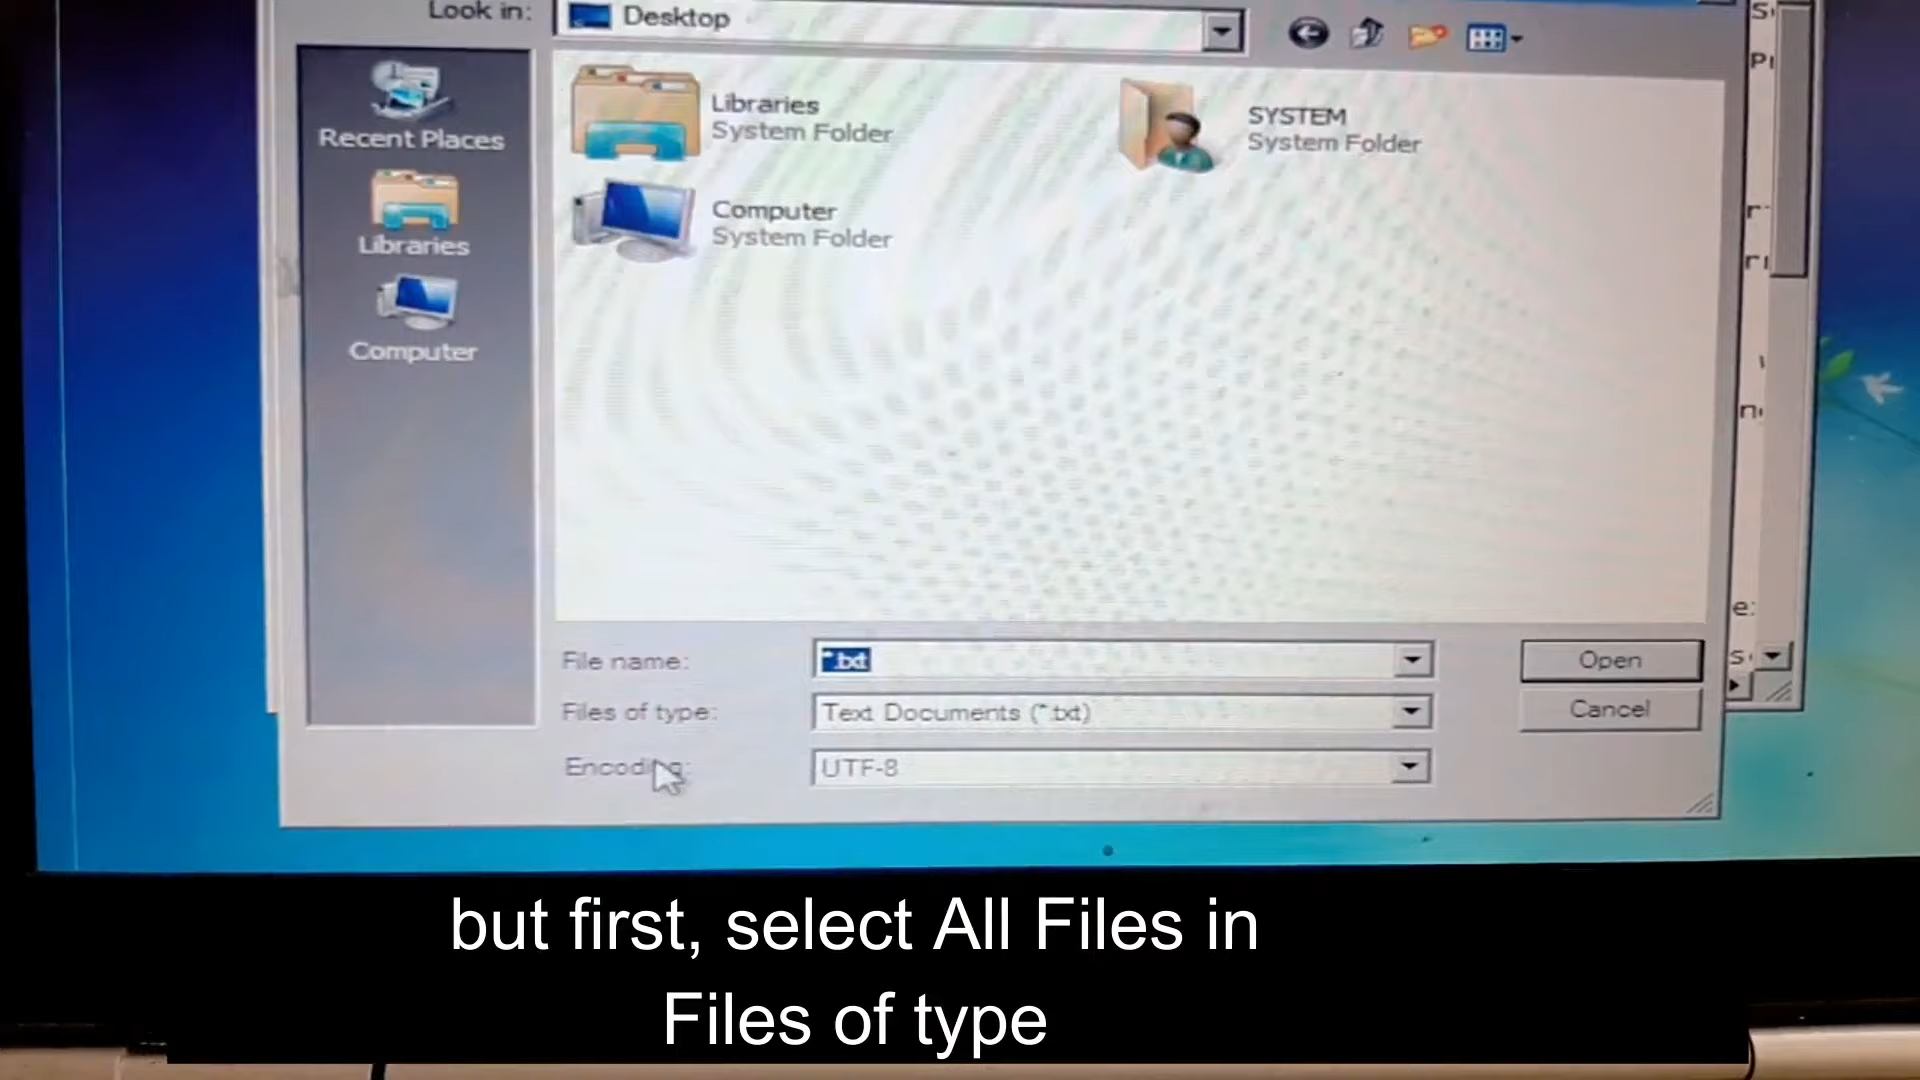 Look in:
Desktop
Recent Places
Libraries
Computer
Libraries
System Folder
SYSTEM
System Folder
Computer
System Folder
File name:
*.txt
Open
Files of type:
Text Documents (*.txt)
Cancel
Encoding:
UTF-8
but first, select All Files in
Files of type